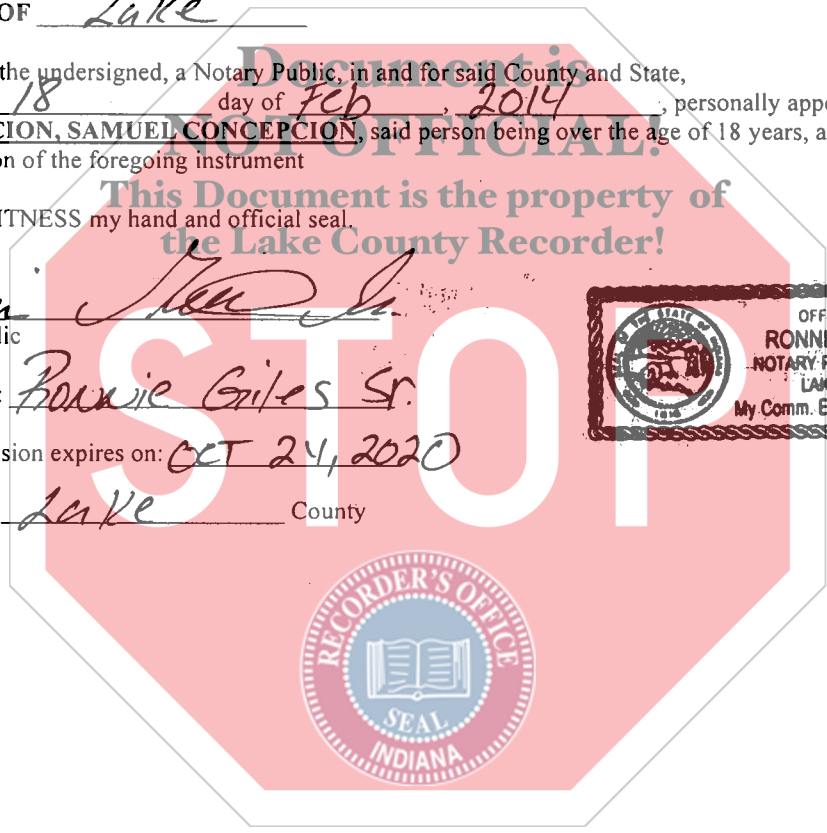 OF Lake
Document is
the undersigned, a Notary Public, in and for said County and State,
18 day of Feb, 2014, personally appe
NOT OFFICIAL!
CION, SAMUEL CONCEPCION, said person being over the age of 18 years, a
on of the foregoing instrument
This Document is the property of
ITNESS my hand and official seal.
the Lake County Recorder!
lic
STOP
OFF
RONNI
NOTARY P
LAK
My Comm. E
Ronnie Giles Sr.
sion expires on: OCT 24, 2020
Lake County
RECORDER'S OFFICE
SEAL
INDIANA